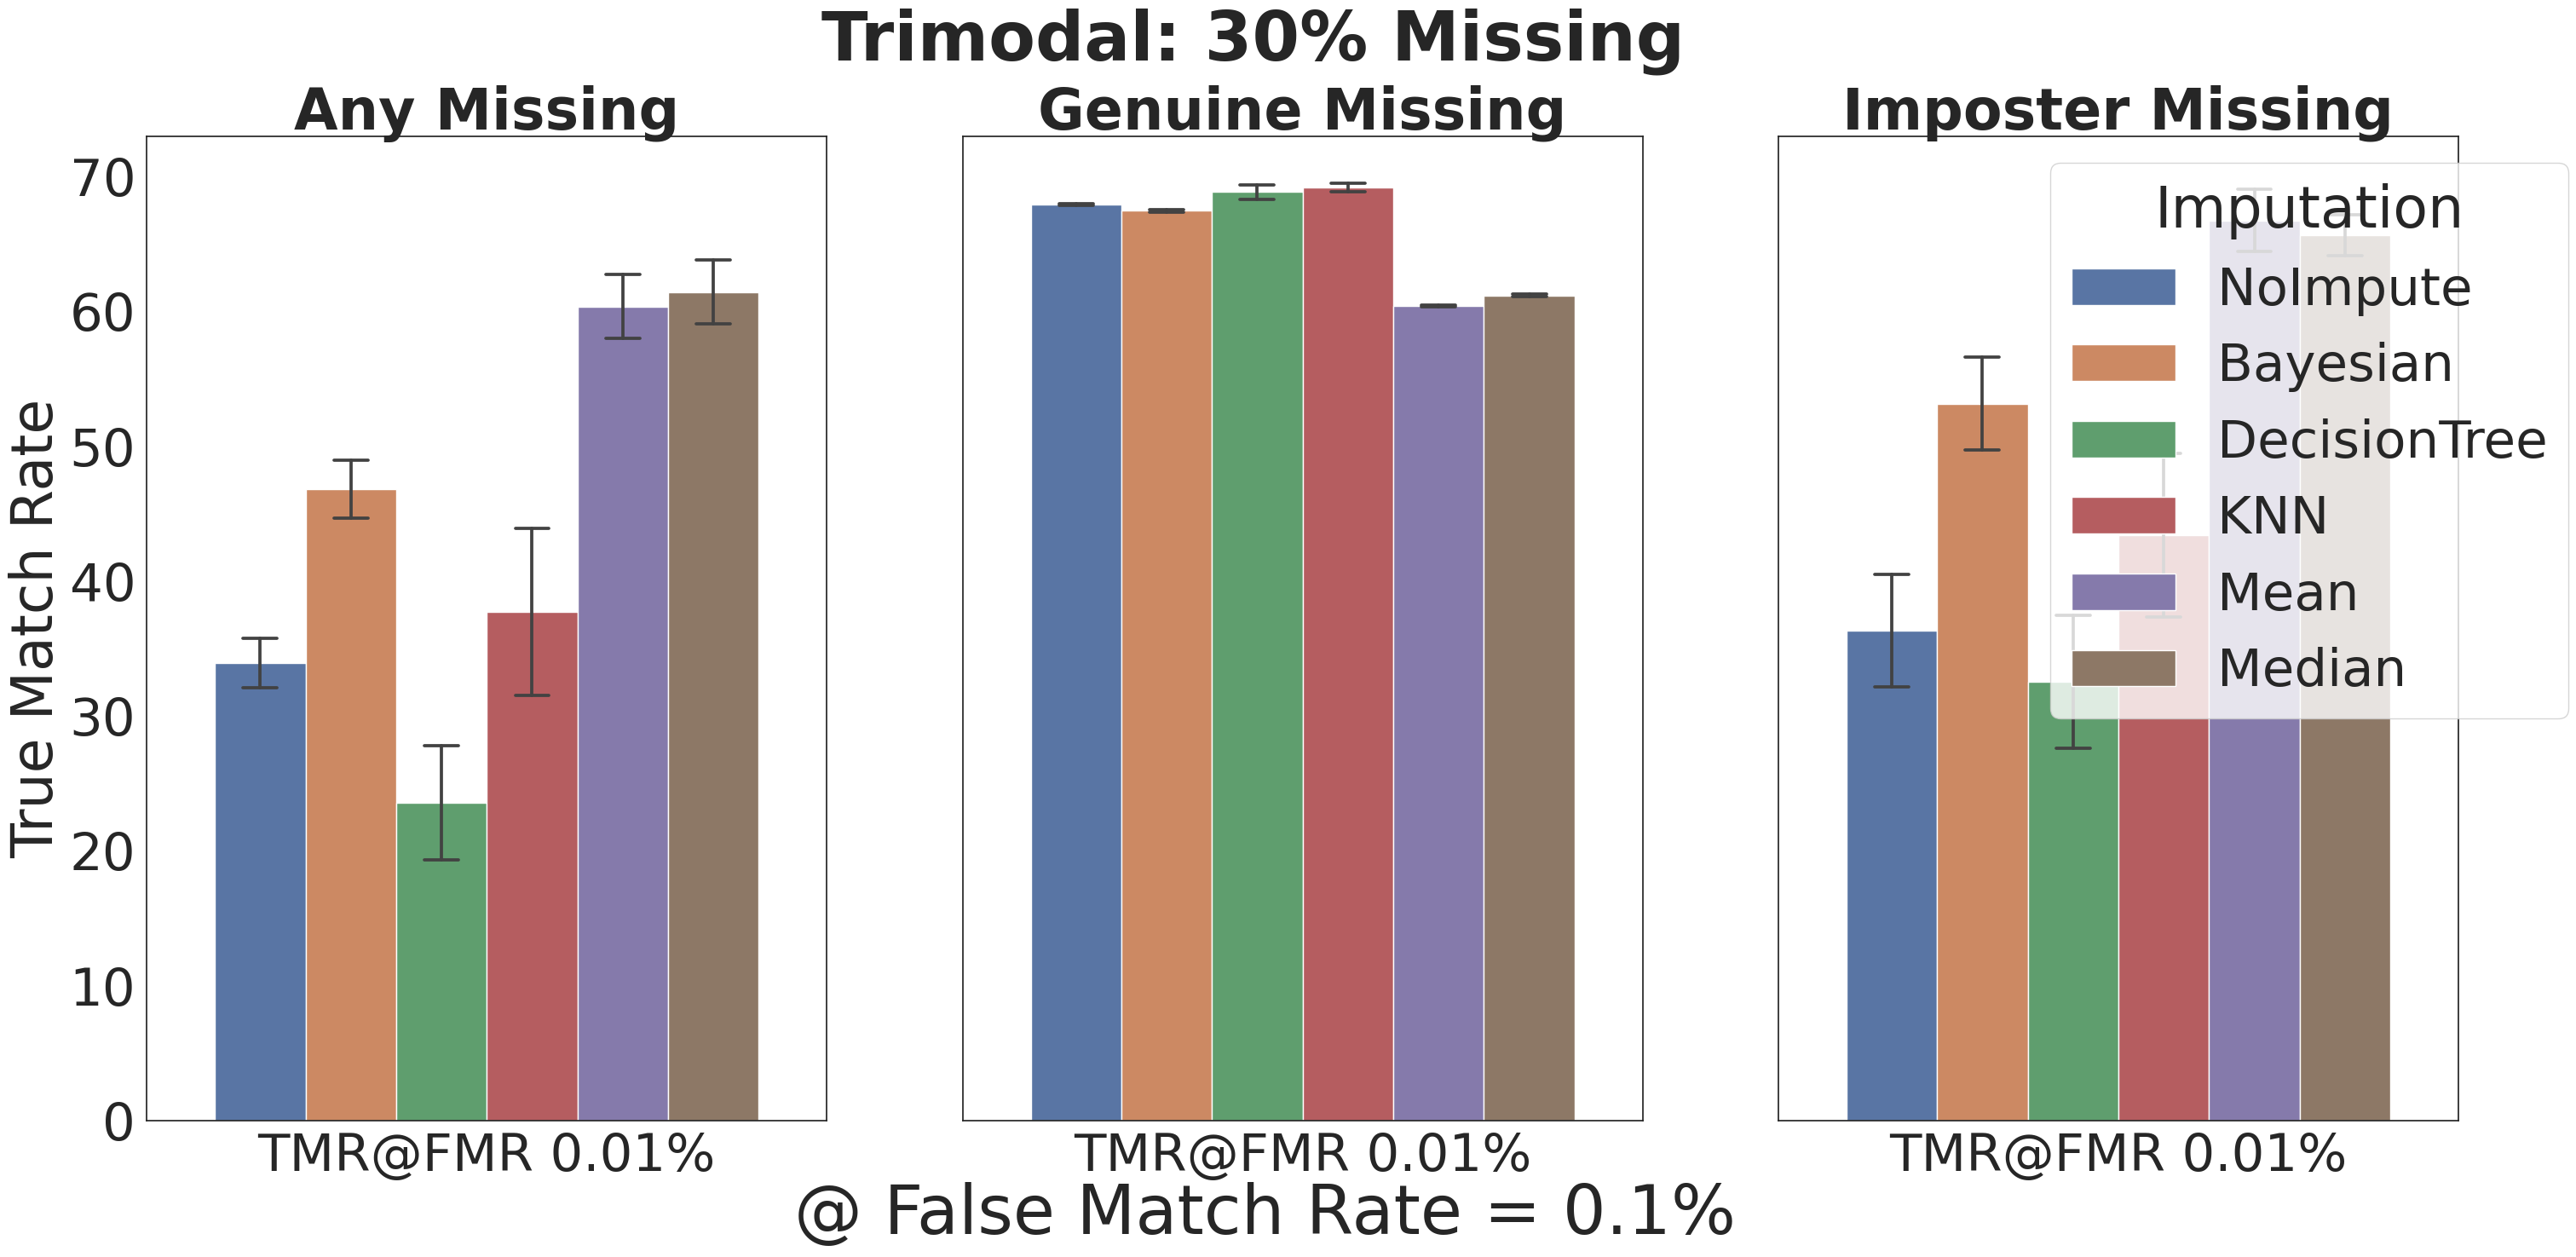 Trimodal: 30% Missing
Any Missing
Genuine Missing
Imposter Missing
True Match Rate
70
60
50
40
30
20
10
0
Imputation
NoImpute
Bayesian
DecisionTree
KNN
Mean
Median
TMR@FMR 0.01%
TMR@FMR 0.01%
TMR@FMR 0.01%
@ False Match Rate = 0.1%